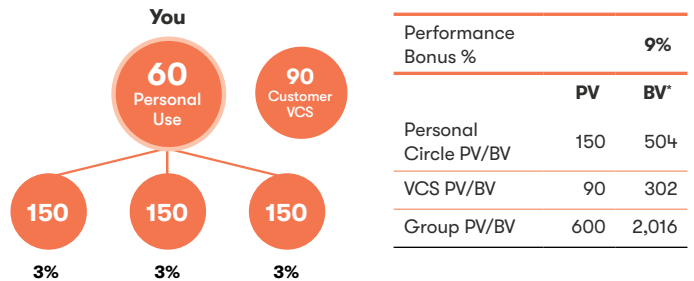 You
60
Personal
Use
90
Customer
VCS
150
150
150
3%
3%
3%
Performance
Bonus %
9%
PV BV*
Personal
Circle PV/BV
150 504
VCS PV/BV 90 302
Group PV/BV 600 2,016